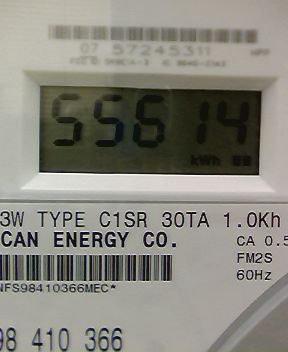 07 57245311
55614
kWh
3W TYPE C1SR 30TA 1.0Kh
CAN ENERGY CO.
CA 0.5
FM2S
60Hz
NFS98410366MEC*
98 410 366